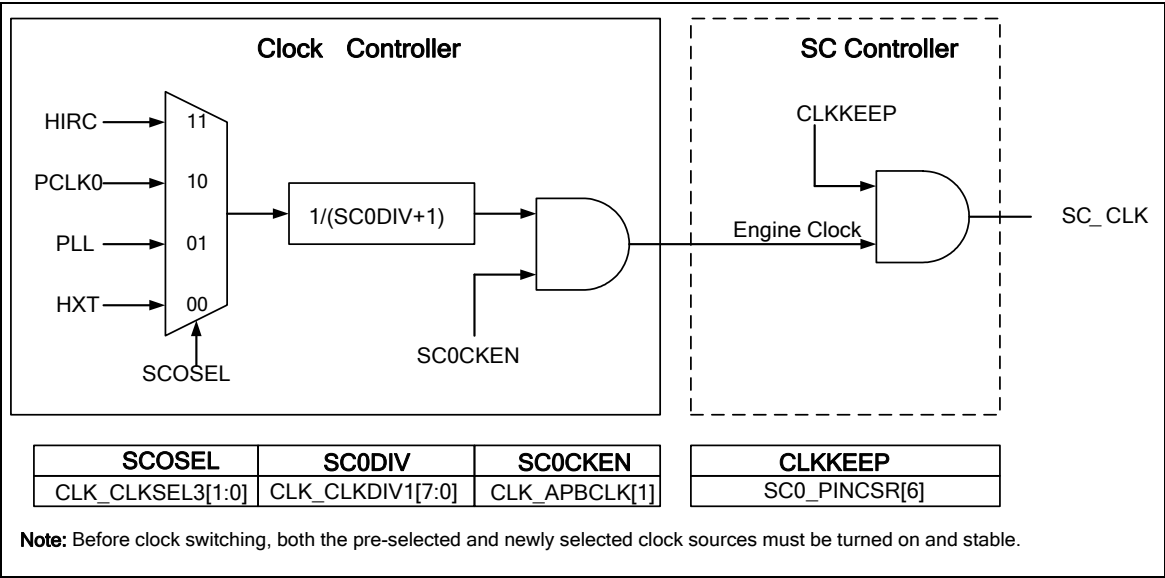 Clock Controller
SC Controller
HIRC
11
PCLK0
10
PLL
01
HXT
00
SCOSEL
1/(SC0DIV+1)
SC0CKEN
CLKKEEP
Engine Clock
SC_ CLK
SCOSEL SC0DIV SC0CKEN CLKKEEP
CLK_CLKSEL3[1:0] CLK_CLKDIV1[7:0] CLK_APBCLK[1] SC0_PINCSR[6]
Note: Before clock switching, both the pre-selected and newly selected clock sources must be turned on and stable.